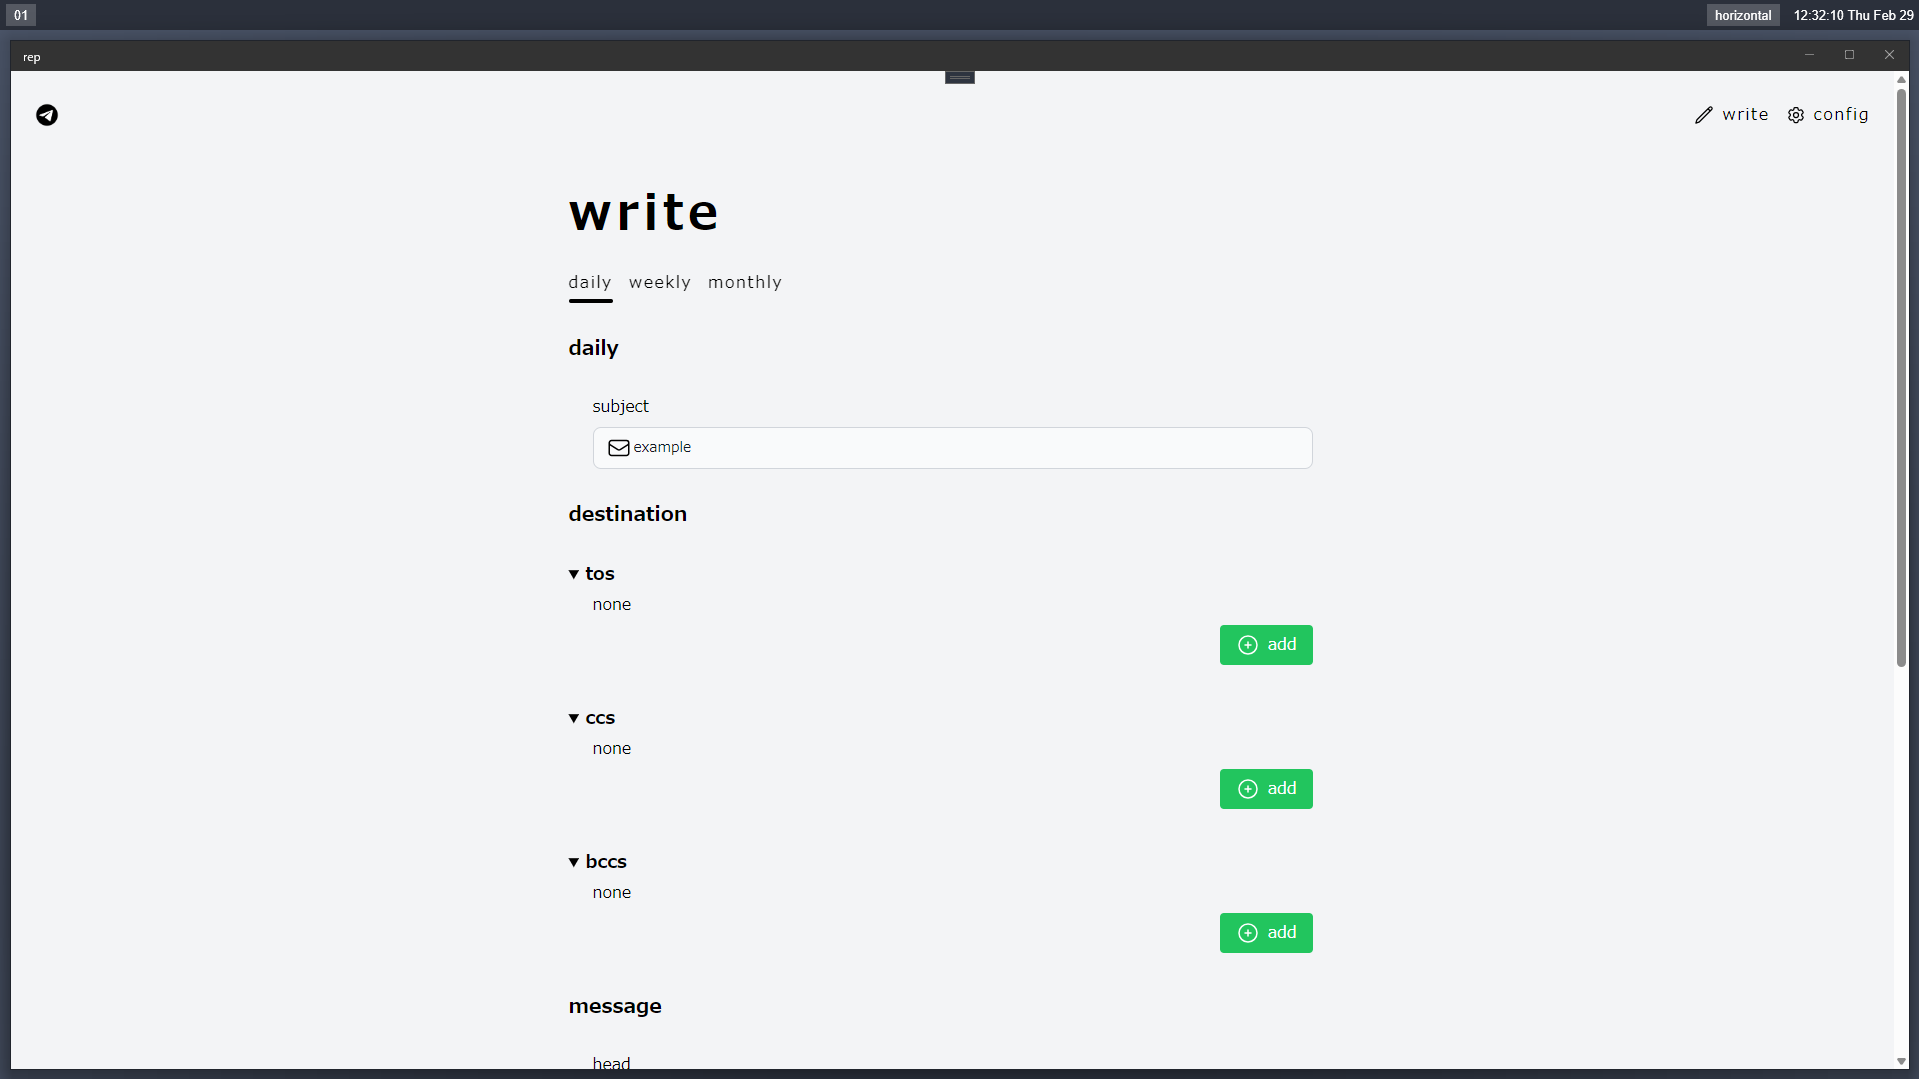 01
horizontal 12:32:10 Thu Feb 29
rep
write config
write
daily weekly monthly
daily
subject
example
destination
tos
none
add
ccs
none
add
bccs
none
add
message
head